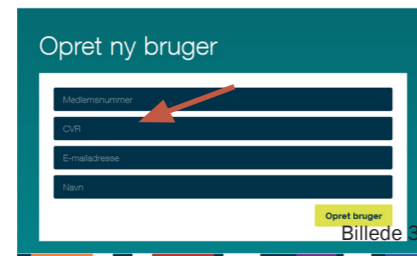 Opret ny bruger
Medlemsnummer
CVR
E-mailadresse
Navn
Opret bruger
Billede 3